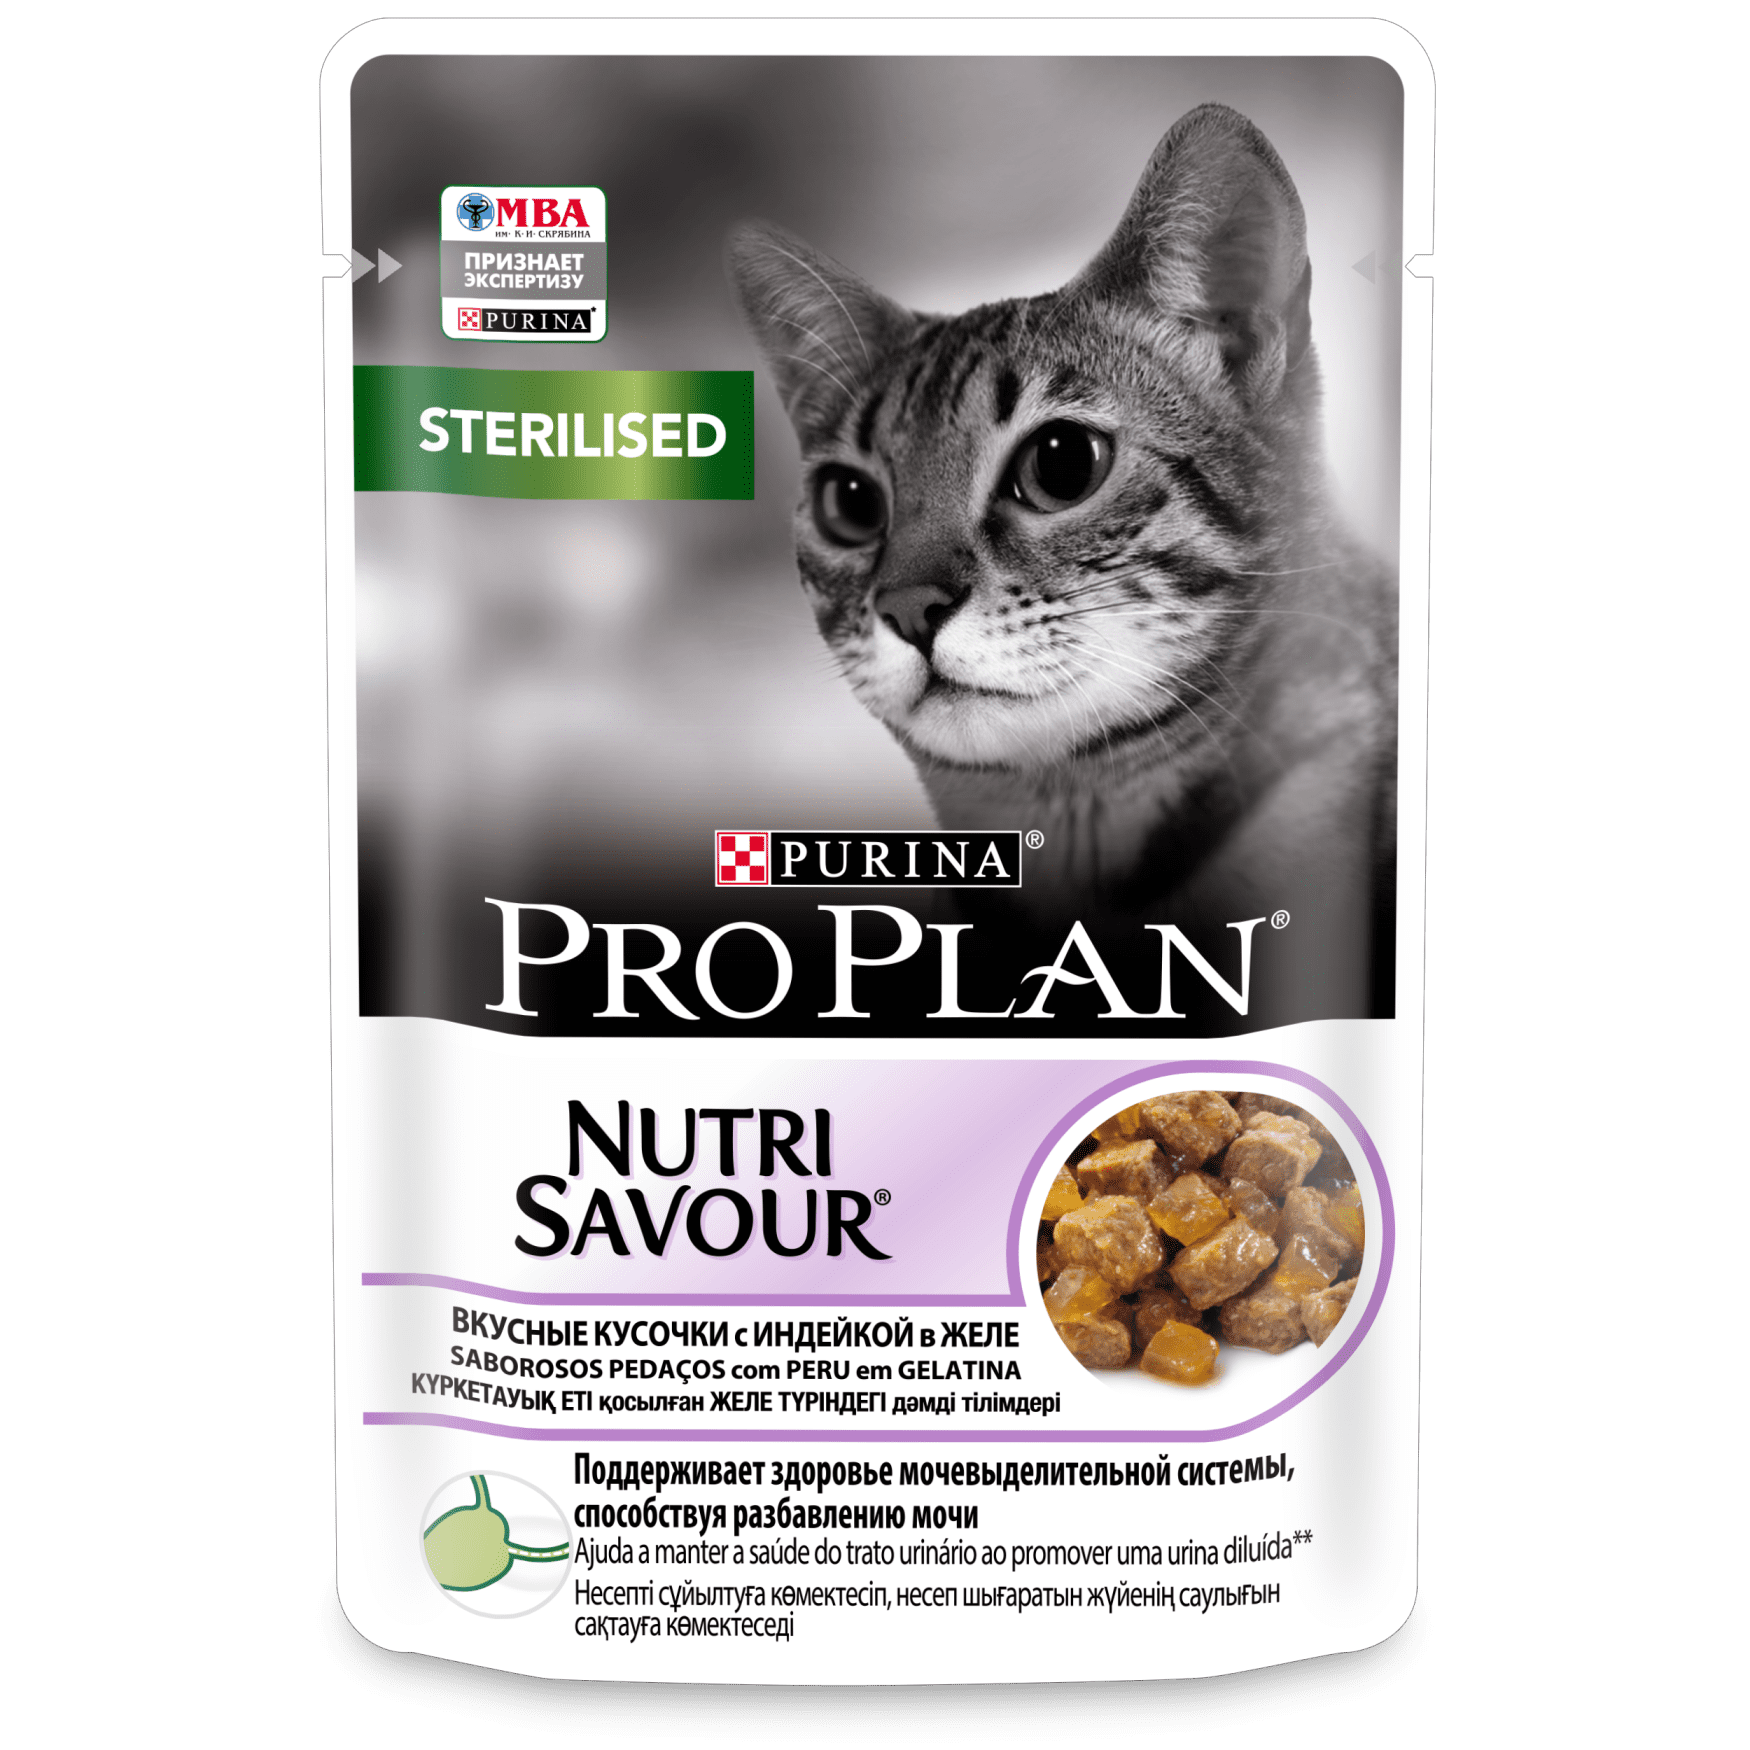 МВА
им. К.И. СКРЯБИНА
ПРИЗНАЕТ
ЭКСПЕРТИЗУ
PURINA*
STERILISED
PURINA®
PRO PLAN®
NUTRI
SAVOUR®
ВКУСНЫЕ КУСОЧКИ с ИНДЕЙКОЙ в ЖЕЛЕ
SABOROSOS PEDAÇOS com PERU em GELATINA
КҮРКЕТАУЫҚ ЕТІ қосылған ЖЕЛЕ ТҮРІНДЕГІ дәмді тілімдері
Поддерживает здоровье мочевыделительной системы,
способствуя разбавлению мочи
Ajuda a manter a saúde do trato urinário ao promover uma urina diluída**
Несепті сұйылтуға көмектесіп, несеп шығаратын жүйенің саулығын
сақтауға көмектеседі